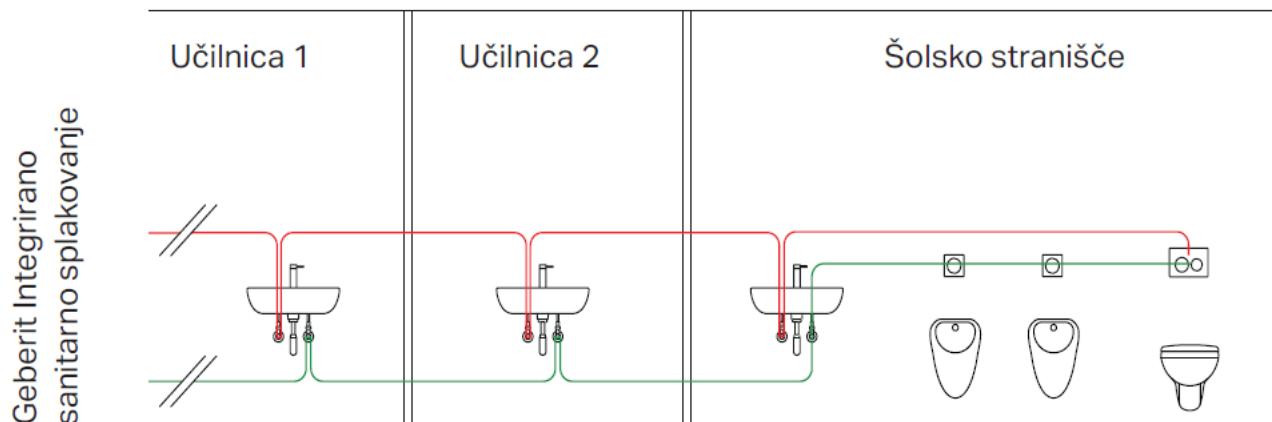 Geberit Integrirano
sanitarno splakovanje
Učilnica 1
Učilnica 2
Šolsko stranišče